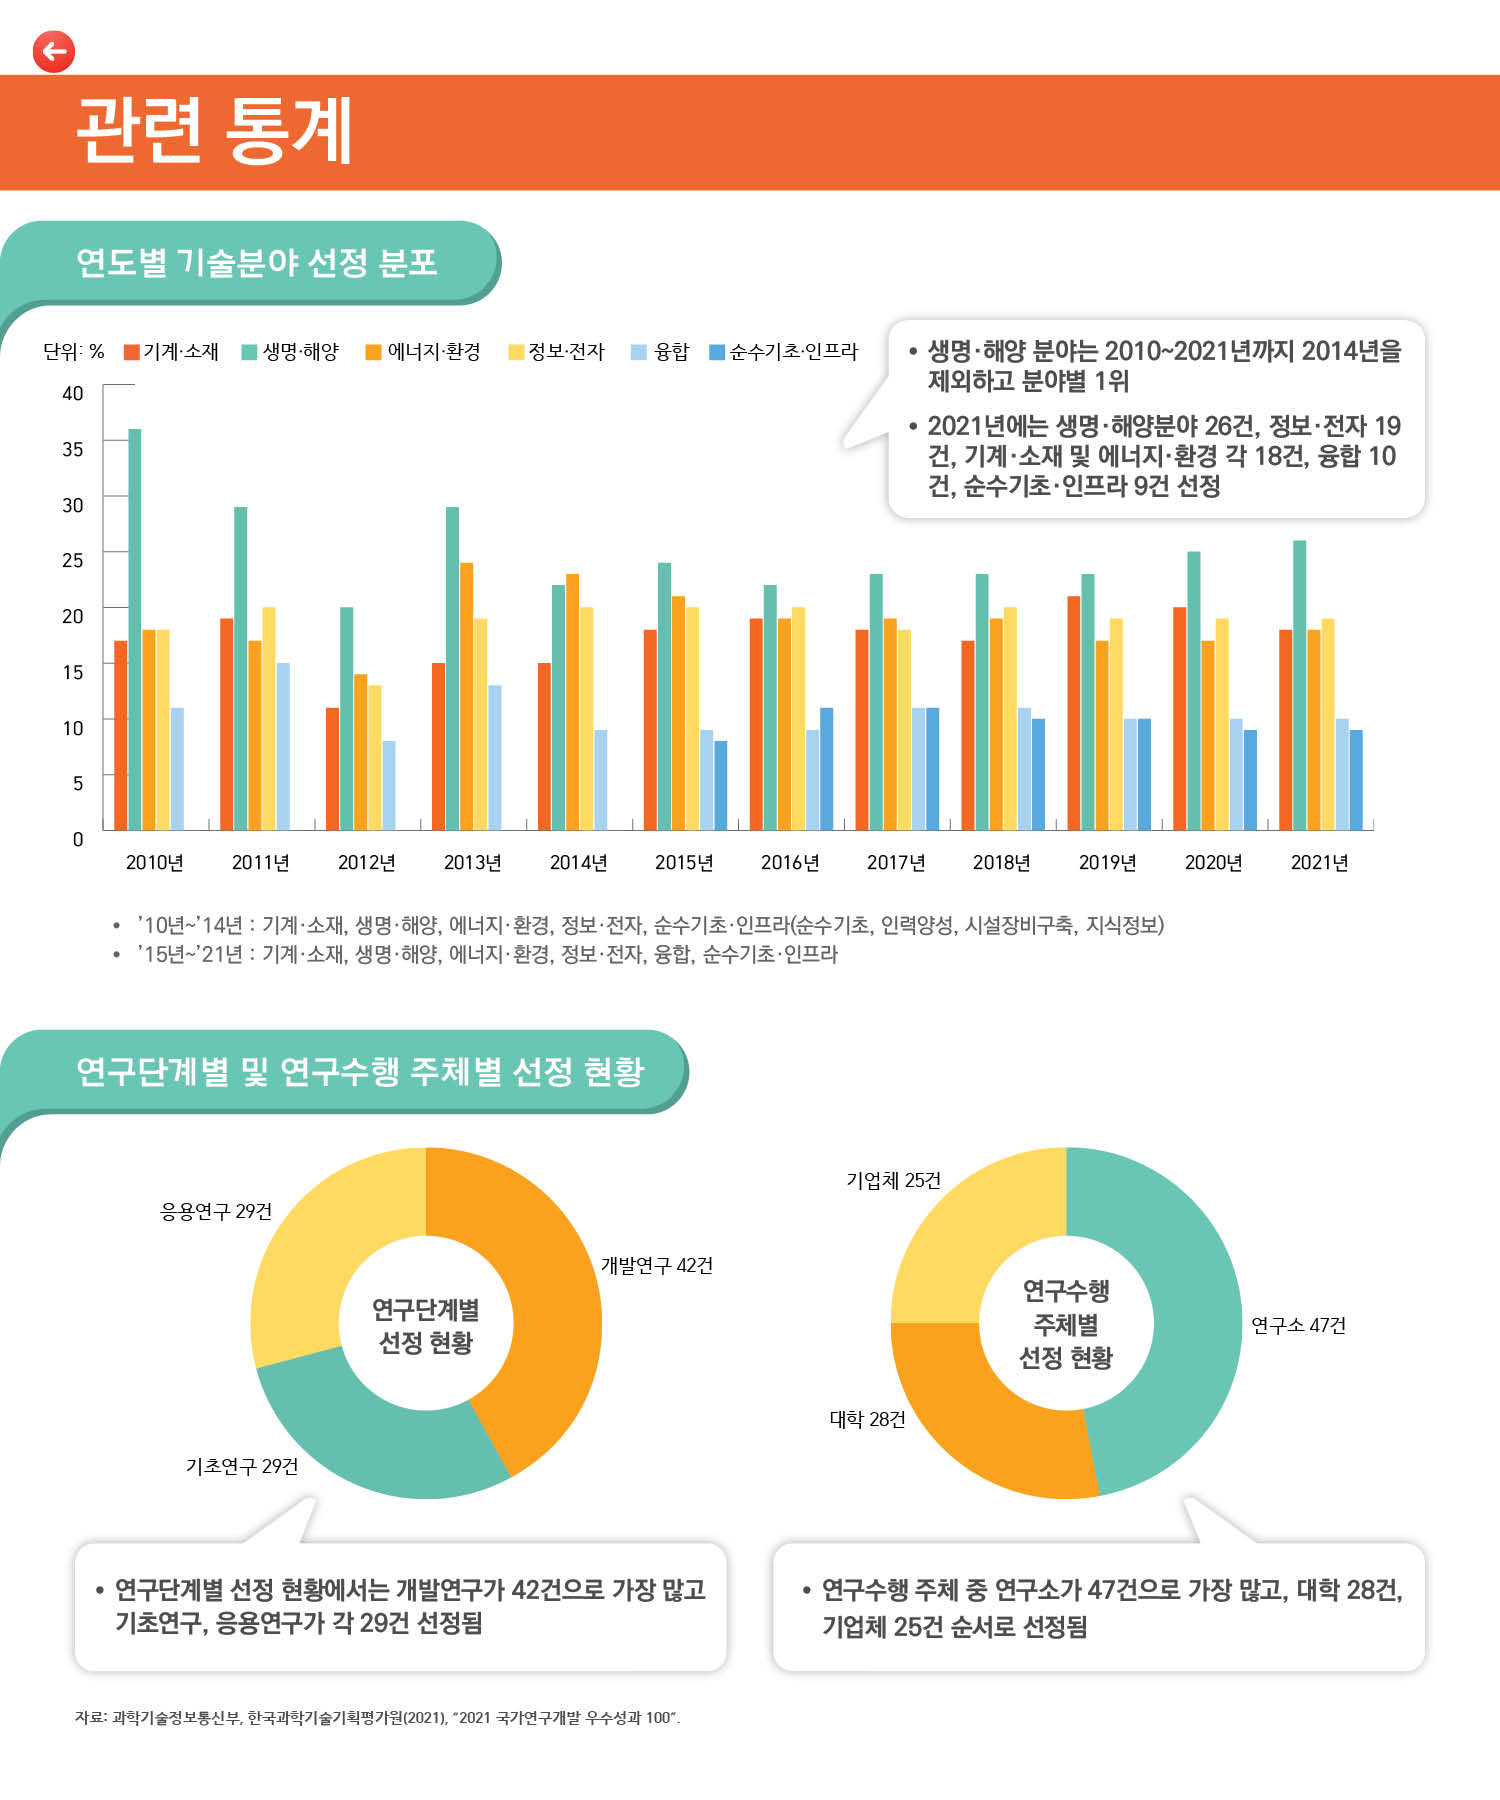 관련 통계
연도별 기술분야 선정 분포
단위: % 기계·소재 생명·해양 에너지·환경 정보·전자 융합 순수기초·인프라
• 생명·해양 분야는 2010~2021년까지 2014년을
제외하고 분야별 1위
• 2021년에는 생명·해양분야 26건, 정보·전자 19
건, 기계·소재 및 에너지·환경 각 18건, 융합 10
건, 순수기초·인프라 9건 선정
40
35
30
25
20
15
10
5
0
2010년 2011년 2012년 2013년 2014년 2015년 2016년 2017년 2018년 2019년 2020년 2021년
• ’10년~’14년 : 기계·소재, 생명·해양, 에너지·환경, 정보·전자, 순수기초·인프라(순수기초, 인력양성, 시설장비구축, 지식정보)
• ’15년~’21년 : 기계·소재, 생명·해양, 에너지·환경, 정보·전자, 융합, 순수기초·인프라
연구단계별 및 연구수행 주체별 선정 현황
응용연구 29건
개발연구 42건
연구단계별
선정 현황
기초연구 29건
기업체 25건
연구수행
주체별
선정 현황
연구소 47건
대학 28건
• 연구단계별 선정 현황에서는 개발연구가 42건으로 가장 많고
기초연구, 응용연구가 각 29건 선정됨
• 연구수행 주체 중 연구소가 47건으로 가장 많고, 대학 28건,
기업체 25건 순서로 선정됨
자료: 과학기술정보통신부, 한국과학기술기획평가원(2021), “2021 국가연구개발 우수성과 100”.